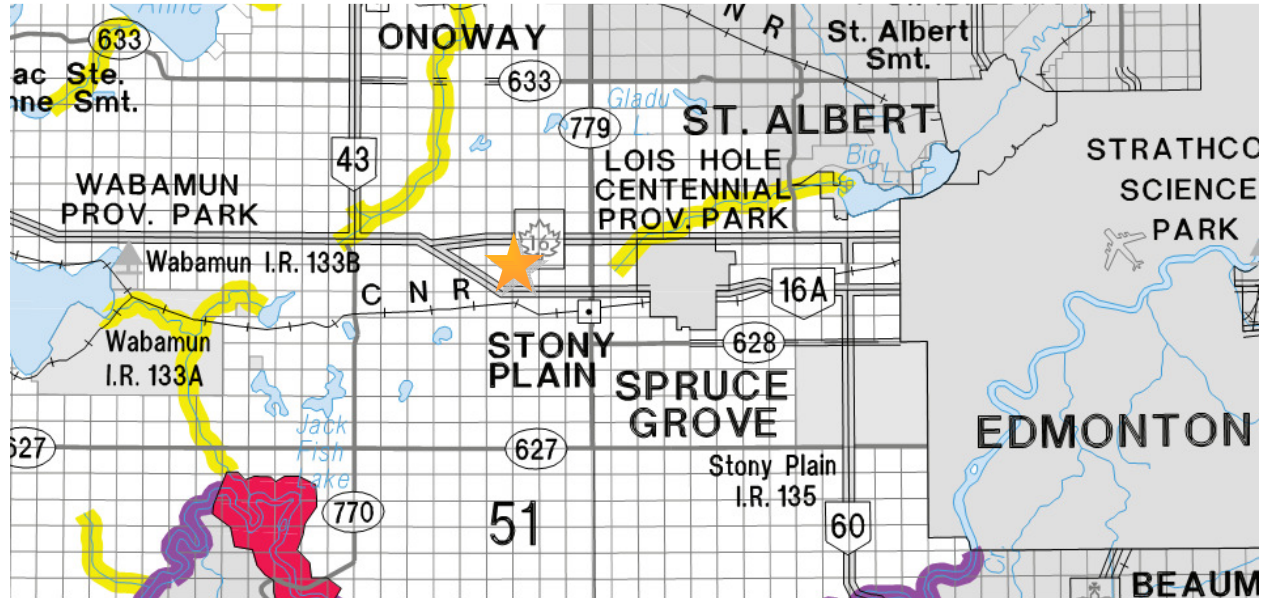 Anne
633
ONOWAY
N R
St. Albert
Smt.
ac Ste.
nne Smt.
633
Gladu
L.
779
ST. ALBERT
43
LOIS HOLE
CENTENNIAL
PROV. PARK
Big L.
STRATHCO
SCIENCE
PARK
WABAMUN
PROV. PARK
16
Wabamun I.R. 133B
C N R
16A
Wabamun
I.R. 133A
STONY
PLAIN
628
SPRUCE
GROVE
EDMONTON
Jack
Fish
Lake
627
627
Stony Plain
I.R. 135
770
51
60
BEAUM